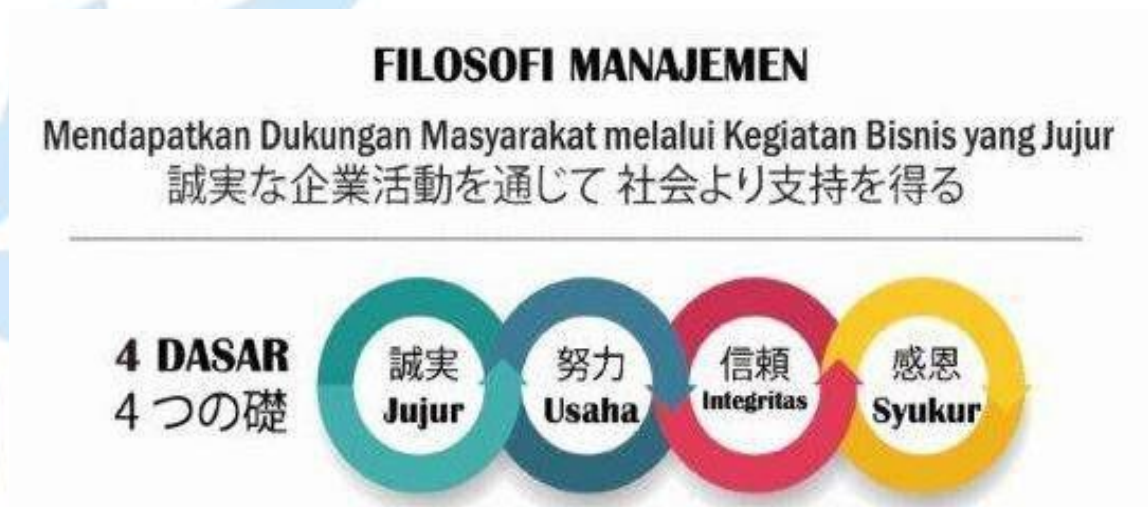 FILOSOFI MANAJEMEN
Mendapatkan Dukungan Masyarakat melalui Kegiatan Bisnis yang Jujur
誠実な企業活動を通じて 社会より支持を得る
4 DASAR
4つの礎
誠実
Jujur
努力
Usaha
信頼
Integritas
感恩
Syukur